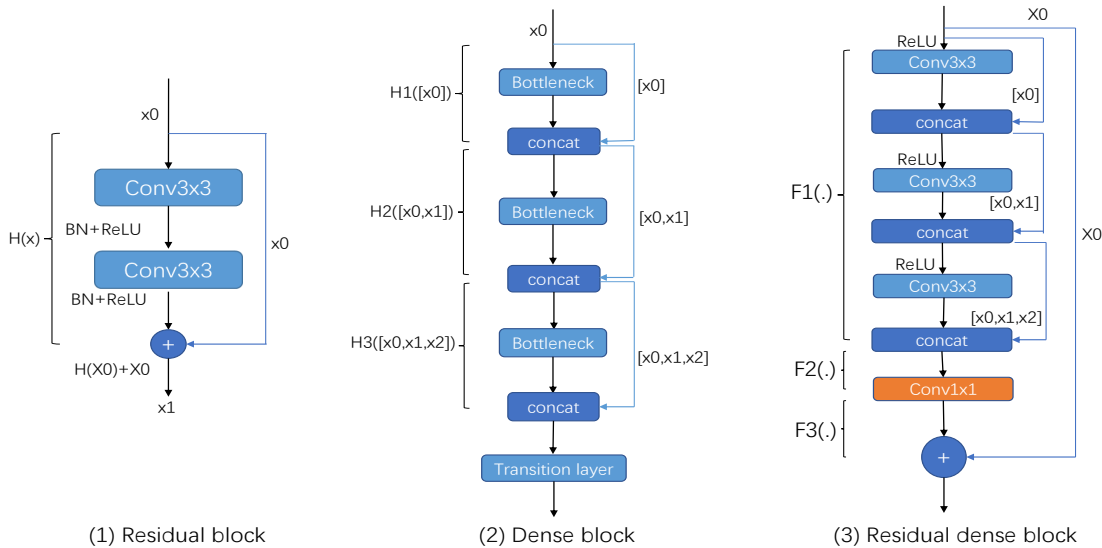 x0
Conv3x3
BN+ReLU
H(x)
x0
Conv3x3
BN+ReLU
+
H(X0)+X0
x1
(1) Residual block
x0
H1([x0])
Bottleneck
[x0]
concat
H2([x0,x1])
Bottleneck
[x0,x1]
concat
H3([x0,x1,x2])
Bottleneck
[x0,x1,x2]
concat
Transition layer
(2) Dense block
X0
ReLU
Conv3x3
[x0]
concat
ReLU
F1(.)
Conv3x3
[x0,x1]
concat
X0
ReLU
Conv3x3
[x0,x1,x2]
concat
F2(.)
Conv1x1
F3(.)
+
(3) Residual dense block